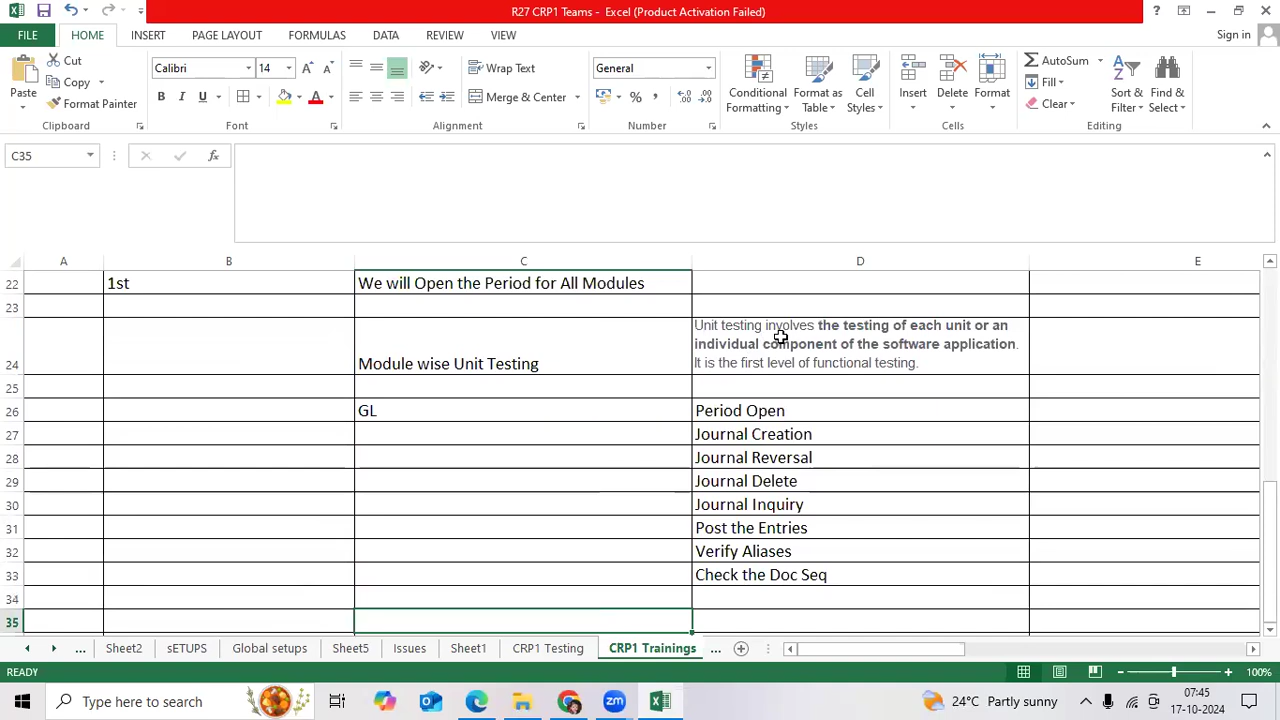 R27 CRP1 Teams - Excel (Product Activation Failed)
FILE HOME INSERT PAGE LAYOUT FORMULAS DATA REVIEW VIEW Sign in
Paste Cut Copy Format Painter Clipboard
Calibri 14 B I U A Font
Wrap Text Merge & Center Alignment
General % , Number
Conditional Formatting Format as Table Cell Styles Styles
Insert Delete Format Cells
AutoSum Fill Clear Sort & Filter Find & Select Editing
C35 fx
A B C D E
22 1st We will Open the Period for All Modules
23
Unit testing involves the testing of each unit or an
individual component of the software application.
24 Module wise Unit Testing It is the first level of functional testing.
25
26 GL Period Open
27 Journal Creation
28 Journal Reversal
29 Journal Delete
30 Journal Inquiry
31 Post the Entries
32 Verify Aliases
33 Check the Doc Seq
34
35
... Sheet2 sETUPS Global setups Sheet5 Issues Sheet1 CRP1 Testing CRP1 Trainings ...
READY 100%
Type here to search zm 24°C Partly sunny 07:45
17-10-2024